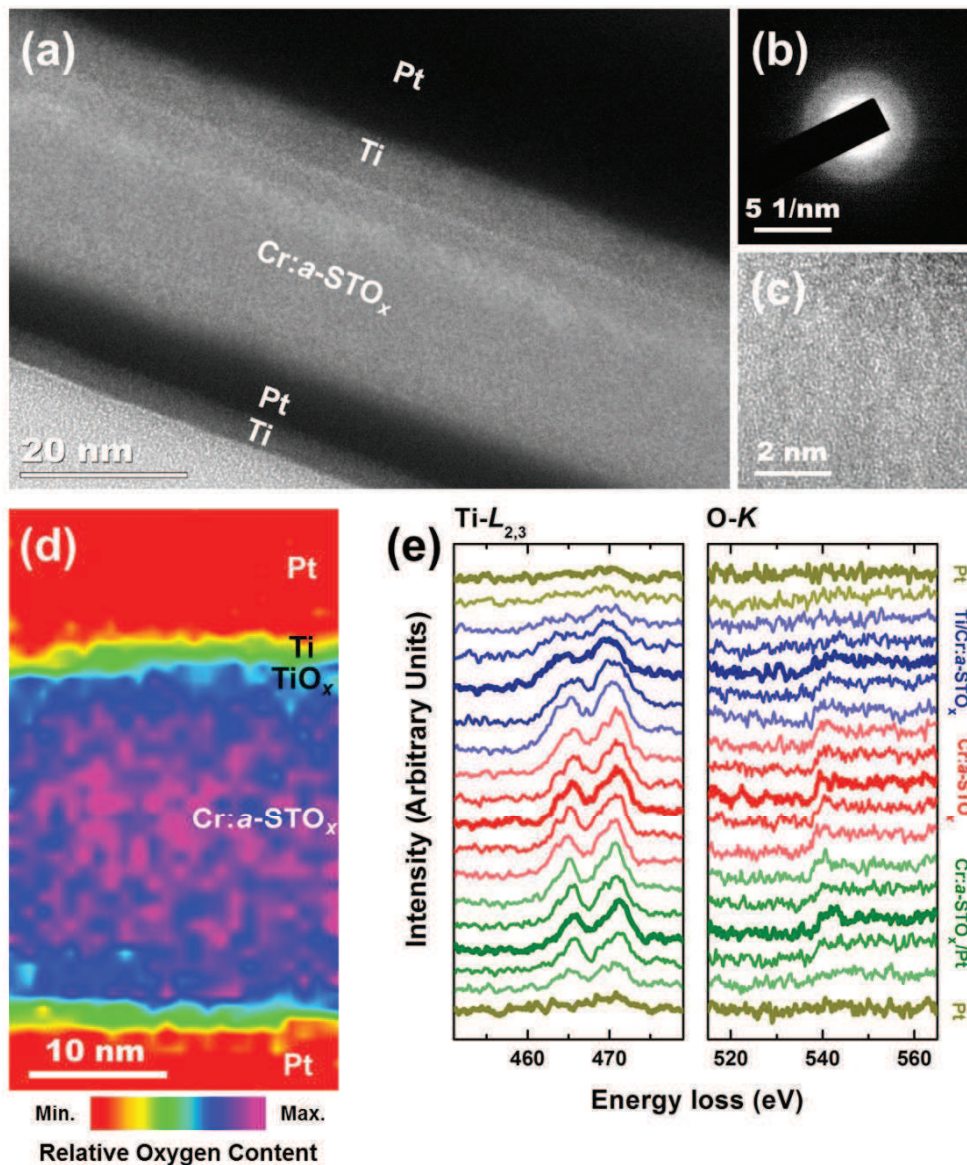 (a)
Pt
Ti
Cr:a-STOx
Pt
Ti
20 nm
(b)
5 1/nm
(c)
2 nm
(d)
Pt
Ti
TiOx
Cr:a-STOx
10 nm
Pt
Min. Max.
Relative Oxygen Content
(e)
Ti-L2,3
O-K
Intensity (Arbitrary Units)
460 470
520 540 560
Energy loss (eV)
Pt
Ti/Cr:a-STOx
Cr:a-STOx
Cr:a-STOx/Pt
Pt